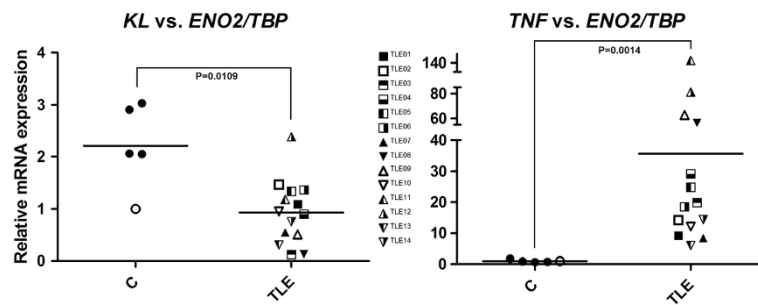 KL vs. ENO2/TBP
Relative mRNA expression
4
3
2
1
0
P=0.0109
C
TLE
TLE01
TLE02
TLE03
TLE04
TLE05
TLE06
TLE07
TLE08
TLE09
TLE10
TLE11
TLE12
TLE13
TLE14
TNF vs. ENO2/TBP
140
80
60
40
30
20
10
0
P=0.0014
C
TLE